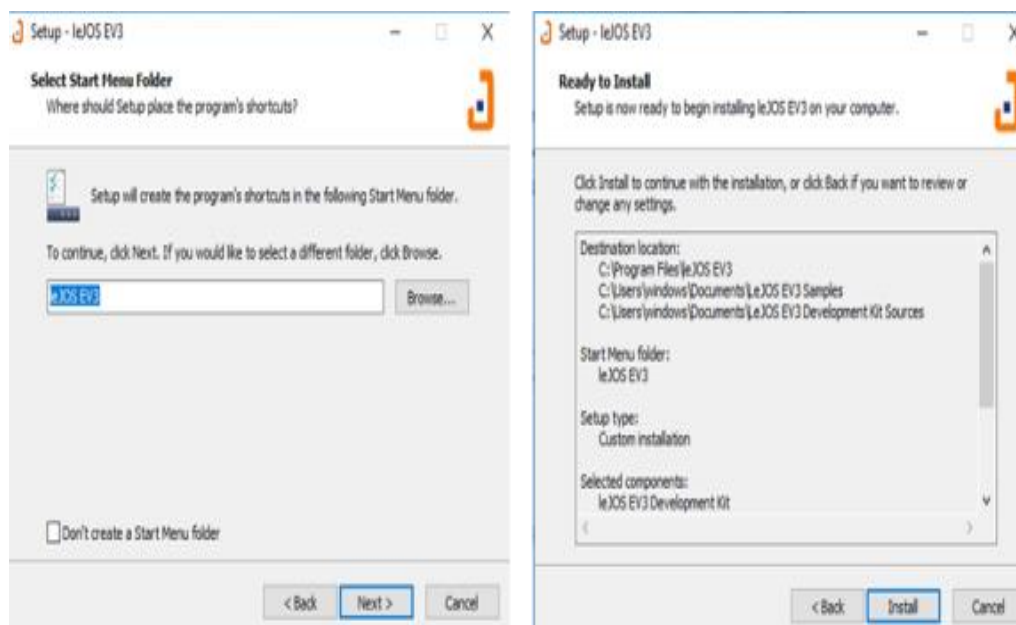 Setup - leJOS EV3
Select Start Menu Folder
Where should Setup place the program's shortcuts?
Setup will create the program's shortcuts in the following Start Menu folder.
To continue, click Next. If you would like to select a different folder, click Browse.
leJOS EV3
Browse...
Don't create a Start Menu folder
< Back
Next >
Cancel
Setup - leJOS EV3
Ready to Install
Setup is now ready to begin installing leJOS EV3 on your computer.
Click Install to continue with the installation, or click Back if you want to review or
change any settings.
Destination location:
C:\Program Files\leJOS EV3
C:\Users\windows\Documents\LeJOS EV3 Samples
C:\Users\windows\Documents\LeJOS EV3 Development Kit Sources
Start Menu folder:
leJOS EV3
Setup type:
Custom installation
Selected components:
leJOS EV3 Development Kit
< Back
Install
Cancel